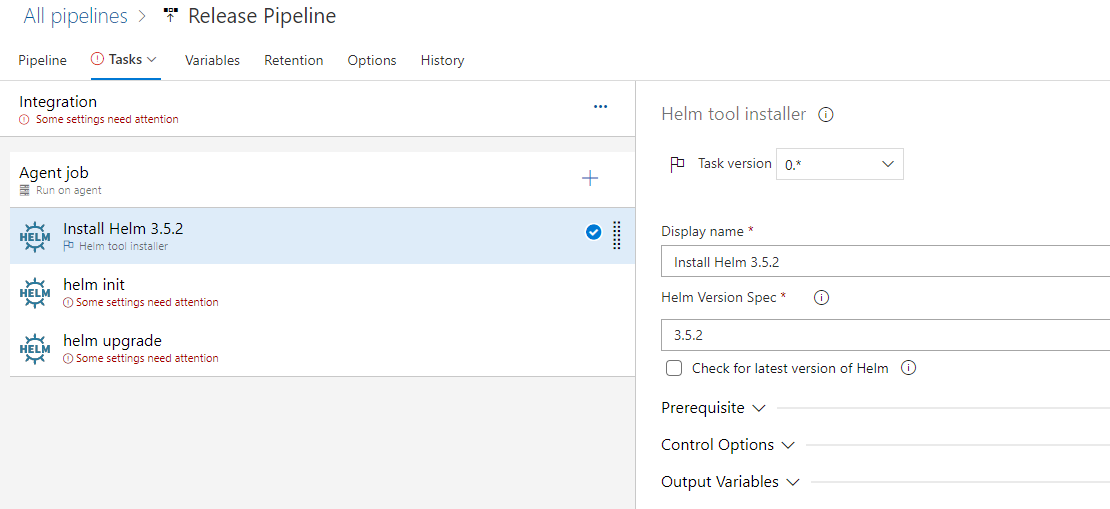 All pipelines > Release Pipeline
Pipeline Tasks Variables Retention Options History
Integration
Some settings need attention
Agent job
Run on agent
HELM Install Helm 3.5.2
Helm tool installer
HELM helm init
Some settings need attention
HELM helm upgrade
Some settings need attention
Helm tool installer
Task version 0.*
Display name *
Install Helm 3.5.2
Helm Version Spec *
3.5.2
Check for latest version of Helm
Prerequisite
Control Options
Output Variables